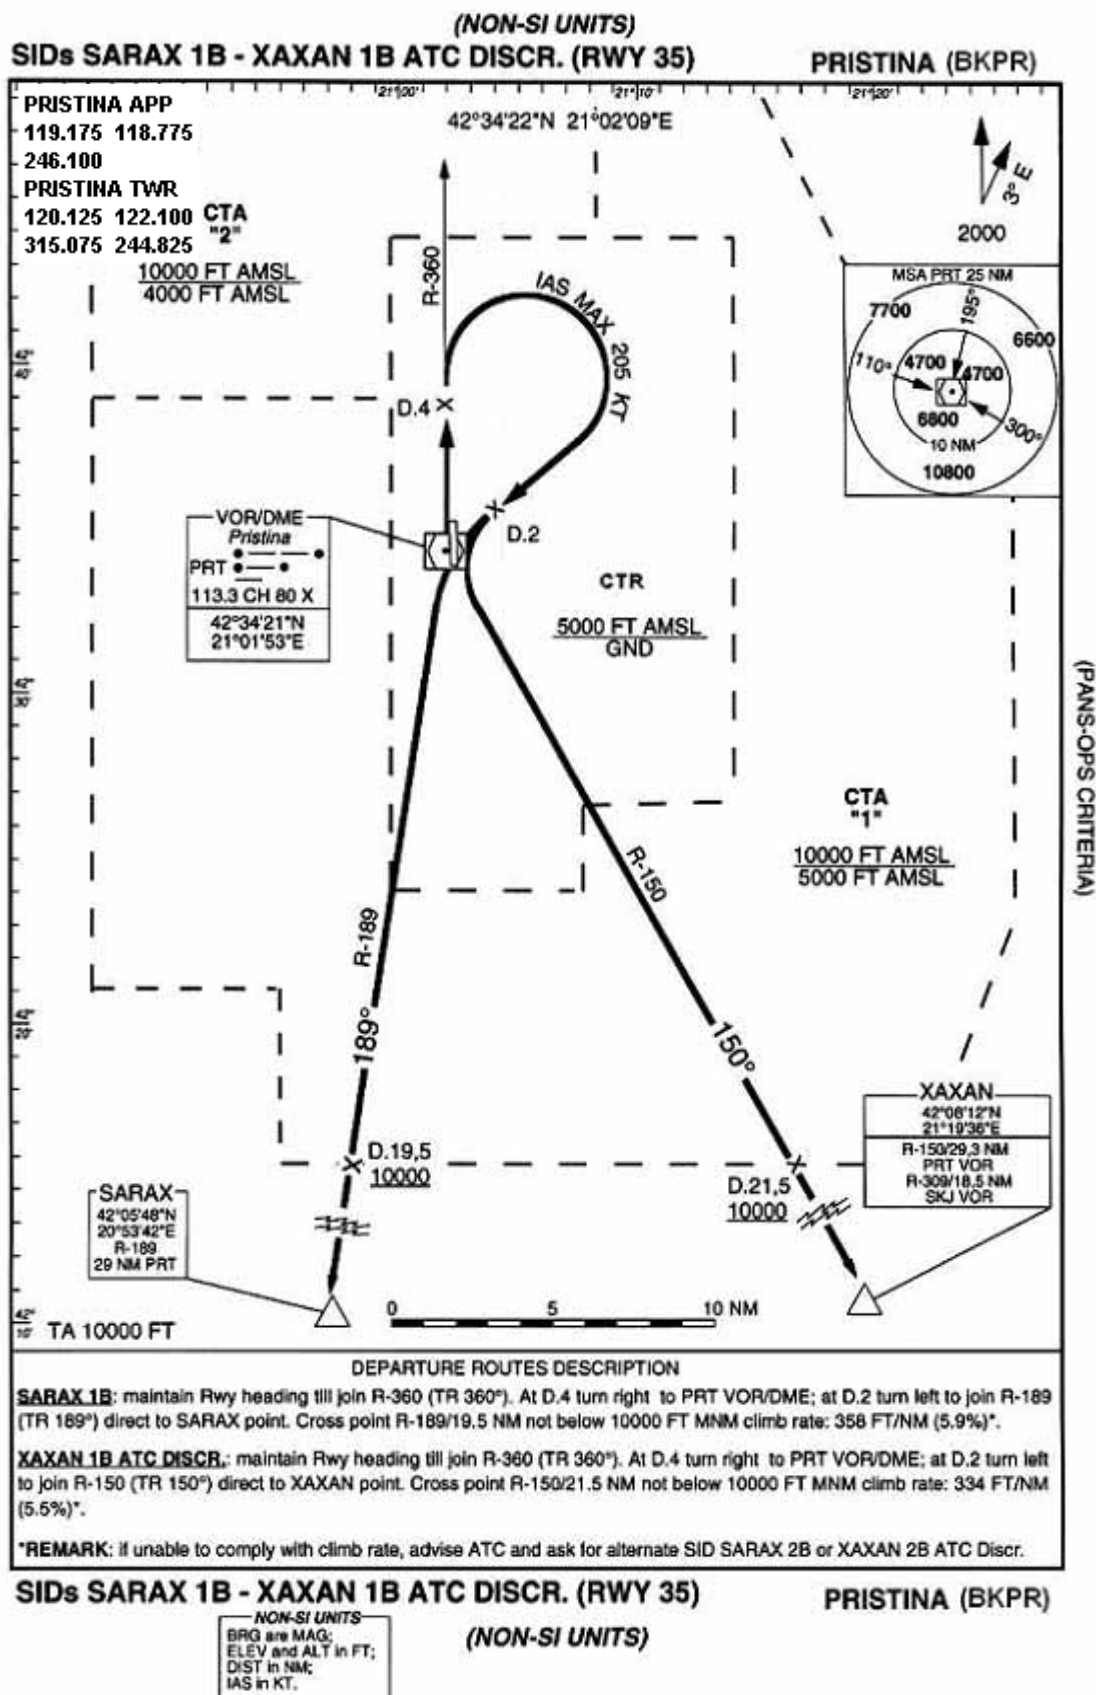 (NON-SI UNITS)
SIDs SARAX 1B - XAXAN 1B ATC DISCR. (RWY 35)
PRISTINA (BKPR)
PRISTINA APP
119.175 118.775
246.100
PRISTINA TWR
120.125 122.100
315.075 244.825
21°00'
21°10'
21°20'
42°34'22"N 21°02'09"E
3° E
2000
CTA
"2"
10000 FT AMSL
4000 FT AMSL
R-360
IAS MAX 205 KT
MSA PRT 25 NM
7700
195°
6600
110°
4700
4700
6800
300°
10 NM
10800
42°
40'
D.4
D.2
VOR/DME
Pristina
PRT
113.3 CH 80 X
42°34'21"N
21°01'53"E
CTR
5000 FT AMSL
GND
42°
30'
(PANS-OPS CRITERIA)
CTA
"1"
10000 FT AMSL
5000 FT AMSL
R-150
R-189
42°
20'
189°
150°
XAXAN
42°08'12"N
21°19'36"E
R-150/29,3 NM
PRT VOR
R-309/18,5 NM
SKJ VOR
D.19,5
10000
D.21,5
10000
SARAX
42°05'48"N
20°53'42"E
R-189
29 NM PRT
0 5 10 NM
42°
10'
TA 10000 FT
DEPARTURE ROUTES DESCRIPTION
SARAX 1B: maintain Rwy heading till join R-360 (TR 360°). At D.4 turn right to PRT VOR/DME; at D.2 turn left to join R-189
(TR 189°) direct to SARAX point. Cross point R-189/19.5 NM not below 10000 FT MNM climb rate: 358 FT/NM (5.9%)*.
XAXAN 1B ATC DISCR.: maintain Rwy heading till join R-360 (TR 360°). At D.4 turn right to PRT VOR/DME; at D.2 turn left
to join R-150 (TR 150°) direct to XAXAN point. Cross point R-150/21.5 NM not below 10000 FT MNM climb rate: 334 FT/NM
(5.5%)*.
*REMARK: if unable to comply with climb rate, advise ATC and ask for alternate SID SARAX 2B or XAXAN 2B ATC Discr.
SIDs SARAX 1B - XAXAN 1B ATC DISCR. (RWY 35)
PRISTINA (BKPR)
NON-SI UNITS
BRG are MAG;
ELEV and ALT in FT;
DIST in NM;
IAS in KT.
(NON-SI UNITS)